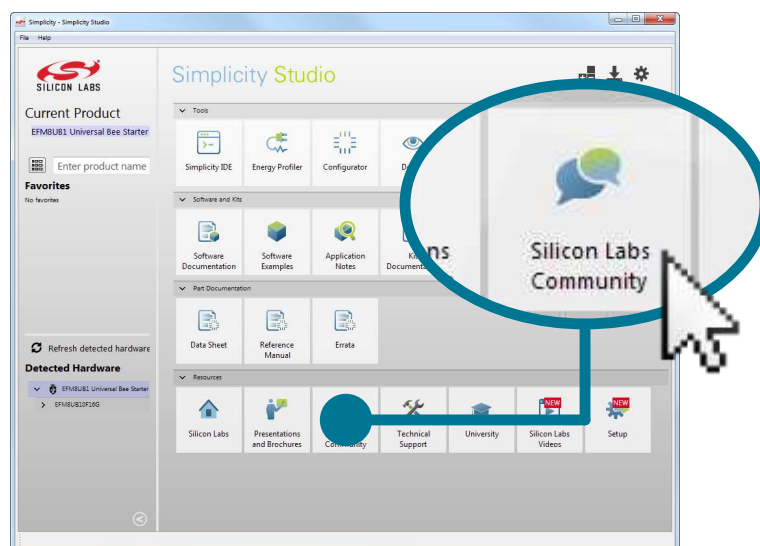 Simplicity - Simplicity Studio
File Help
SILICON LABS
Simplicity Studio
Current Product
EFM8UB1 Universal Bee Starter
Enter product name
Favorites
No favorites
Tools
Simplicity IDE
Energy Profiler
Configurator
Software and Kits
Software
Documentation
Software
Examples
Application
Notes
Part Documentation
Data Sheet
Reference
Manual
Errata
Silicon Labs
Community
Refresh detected hardware
Detected Hardware
EFM8UB1 Universal Bee Starter
EFM8UB10F16G
Resources
Silicon Labs
Presentations
and Brochures
Community
Technical
Support
University
NEW
Silicon Labs
Videos
NEW
Setup